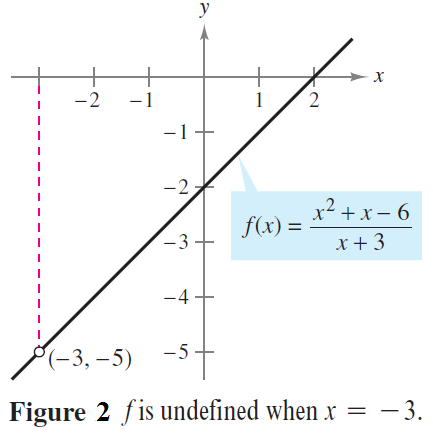 y
x
−2 −1 1 2
−1
−2
f(x) = (x² + x − 6)/(x + 3)
−3
−4
(−3, −5) −5
Figure 2 f is undefined when x = −3.